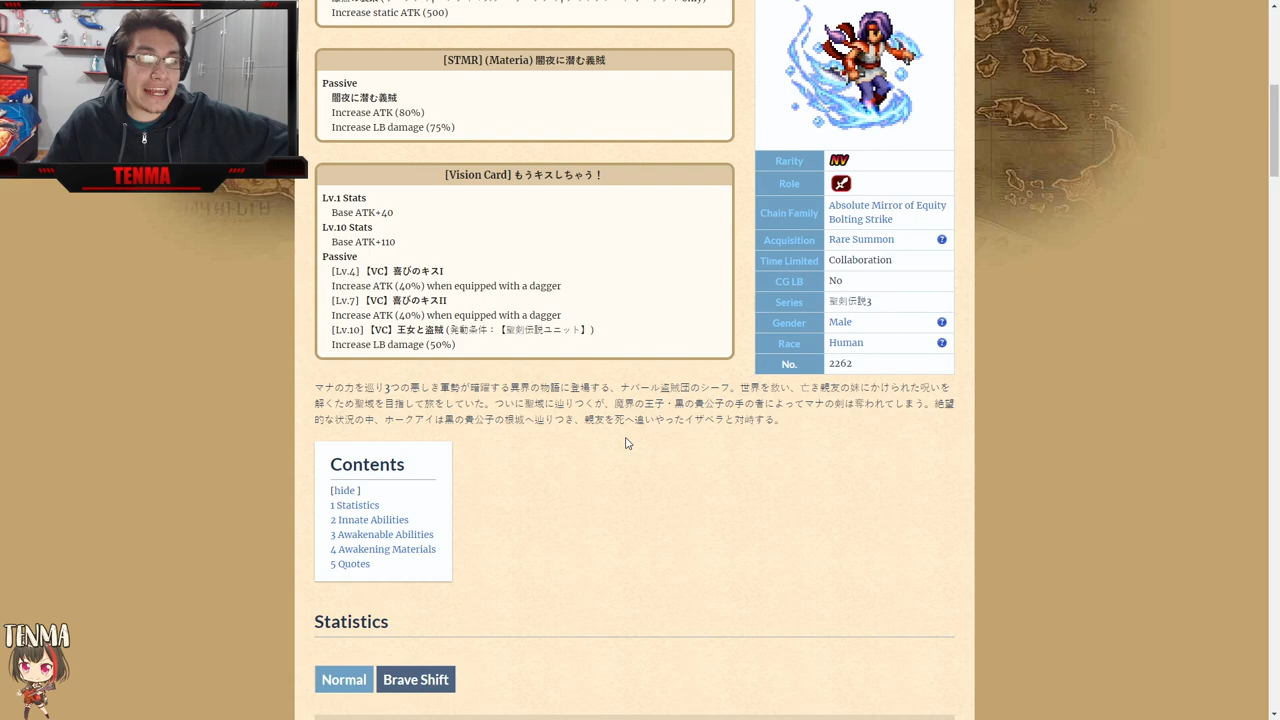 Increase static ATK (500)
[STMR] (Materia) 闇夜に潜む義賊
Passive
闇夜に潜む義賊
Increase ATK (80%)
Increase LB damage (75%)
[Vision Card] もうキスしちゃう！
Lv.1 Stats
Base ATK+40
Lv.10 Stats
Base ATK+110
Passive
[Lv.4] 【VC】喜びのキスI
Increase ATK (40%) when equipped with a dagger
[Lv.7] 【VC】喜びのキスII
Increase ATK (40%) when equipped with a dagger
[Lv.10] 【VC】王女と盗賊 (発動条件：【聖剣伝説ユニット】)
Increase LB damage (50%)
Rarity NV
Role
Chain Family Absolute Mirror of Equity
Bolting Strike
Acquisition Rare Summon
Time Limited Collaboration
CG LB No
Series 聖剣伝説3
Gender Male
Race Human
No. 2262
マナの力を巡り3つの悪しき軍勢が暗躍する異界の物語に登場する、ナバール盗賊団のシーフ。世界を救い、亡き親友の妹にかけられた呪いを
解くため聖域を目指して旅をしていた。ついに聖域に辿りつくが、魔界の王子・黒の貴公子の手の者によってマナの剣は奪われてしまう。絶望
的な状況の中、ホークアイは黒の貴公子の根城へ辿りつき、親友を死へ追いやったイザベラと対峙する。
Contents
[hide ]
1 Statistics
2 Innate Abilities
3 Awakenable Abilities
4 Awakening Materials
5 Quotes
Statistics
Normal Brave Shift
TENMA
TENMA